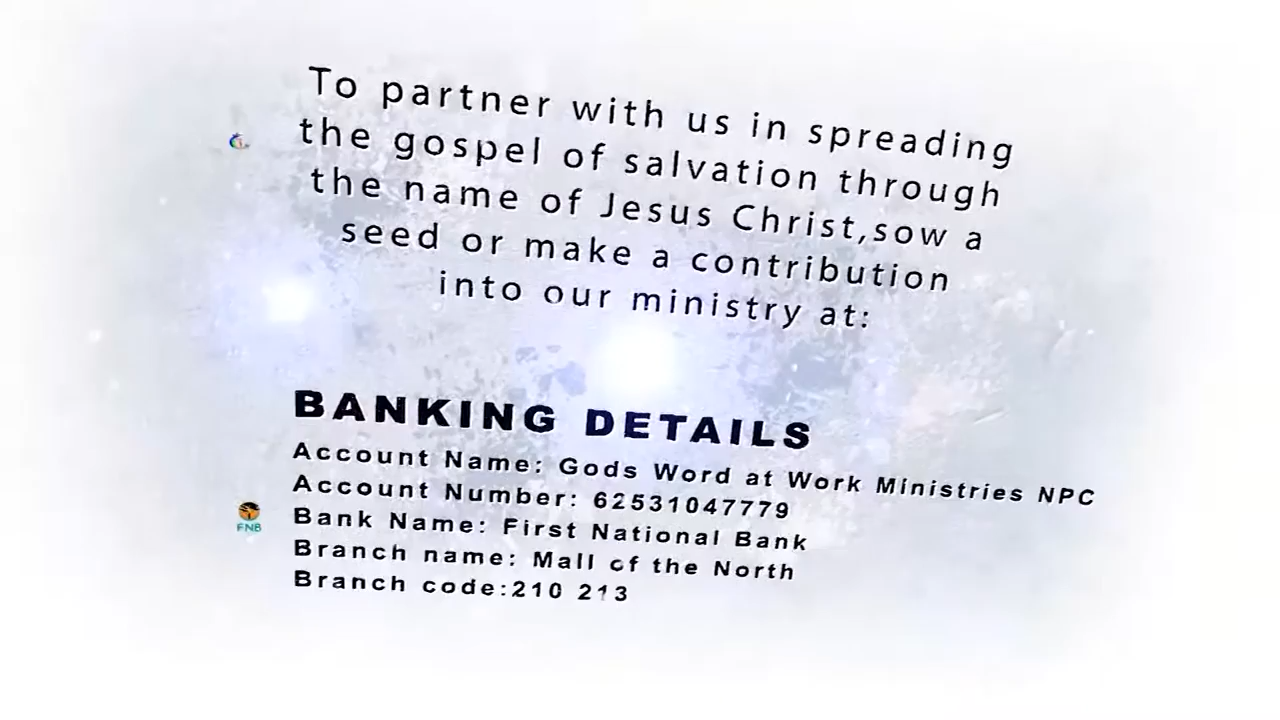 To partner with us in spreading
the gospel of salvation through
the name of Jesus Christ,sow a
seed or make a contribution
into our ministry at:
BANKING DETAILS
Account Name: Gods Word at Work Ministries NPC
Account Number: 62531047779
Bank Name: First National Bank
FNB
Branch name: Mall of the North
Branch code:210 213